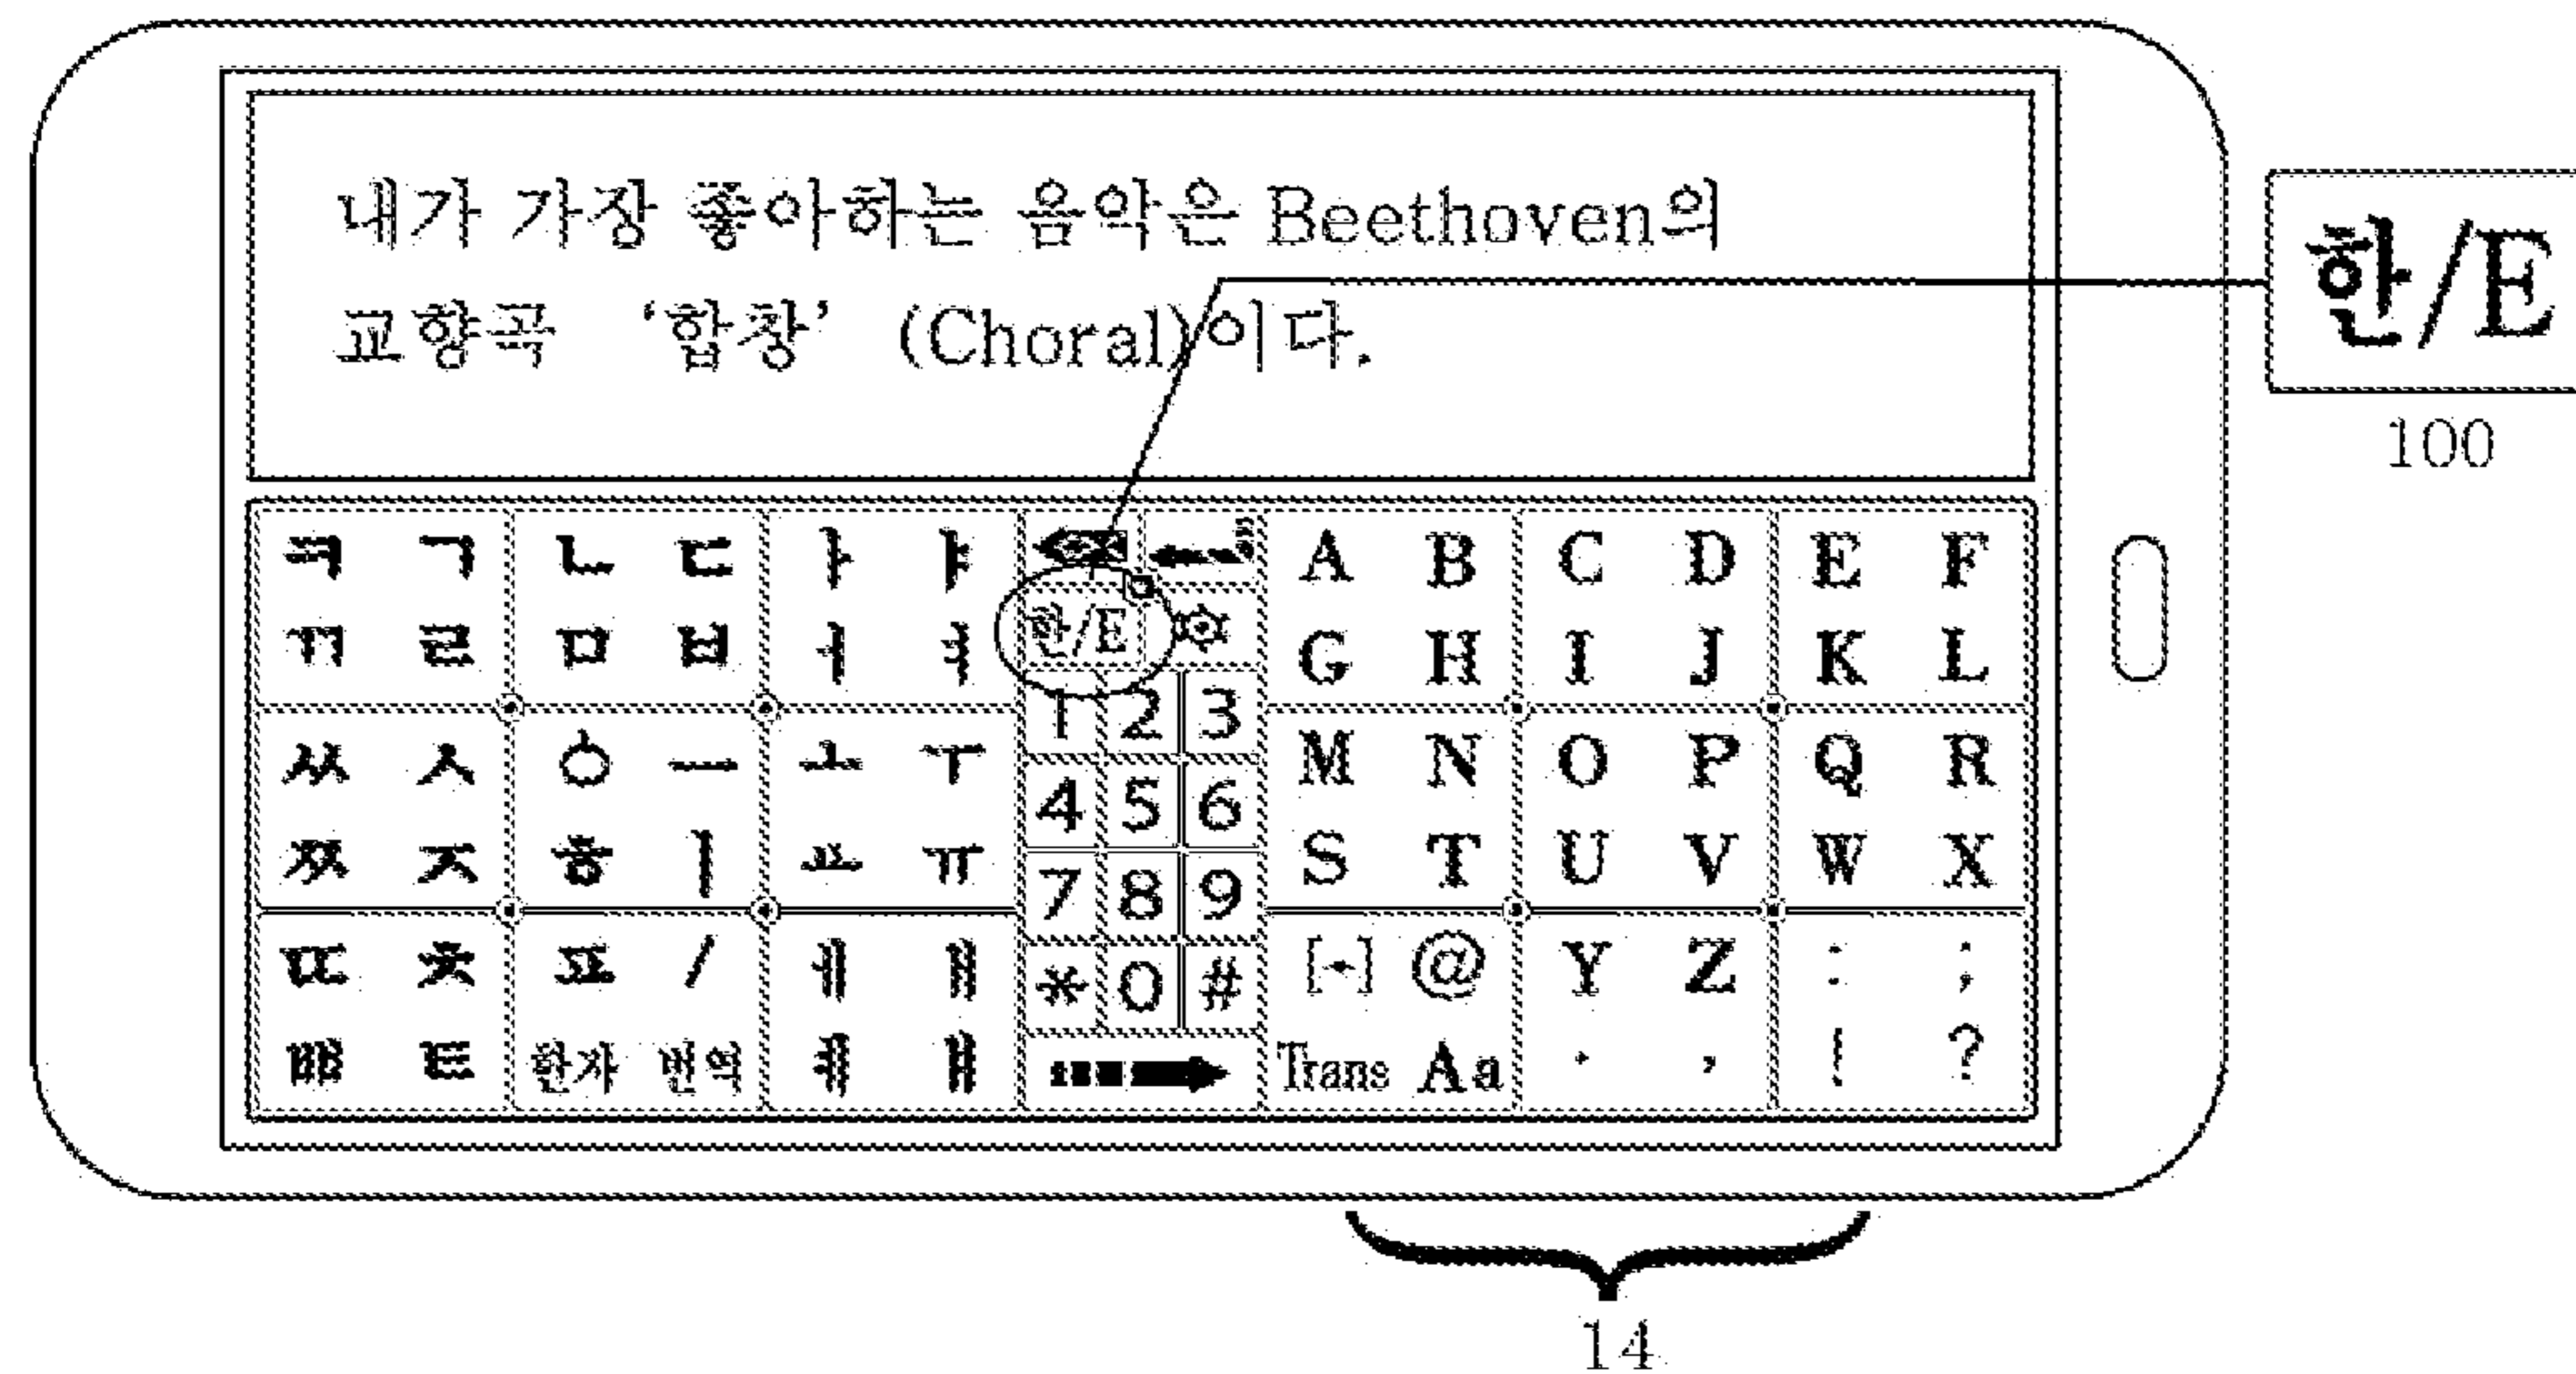 내가 가장 좋아하는 음악은 Beethoven의
교향곡 '합창' (Choral)이다.
한/E
100
ㅋ ㄱ ㄴ ㄷ ㅏ ㅑ A B C D E F
ㄲ ㄹ ㅁ ㅂ ㅓ ㅕ 한/E G H I J K L
1 2 3
ㅆ ㅅ ㅇ ㅡ ㅗ ㅜ M N O P Q R
4 5 6
ㅉ ㅈ ㅎ ㅣ ㅛ ㅠ S T U V W X
7 8 9
ㄸ ㅊ ㅍ / ㅔ ㅐ * 0 # @ Y Z : ;
ㅃ ㅌ 한자 번역 ㅖ ㅒ Trans Aa . , ! ?
14